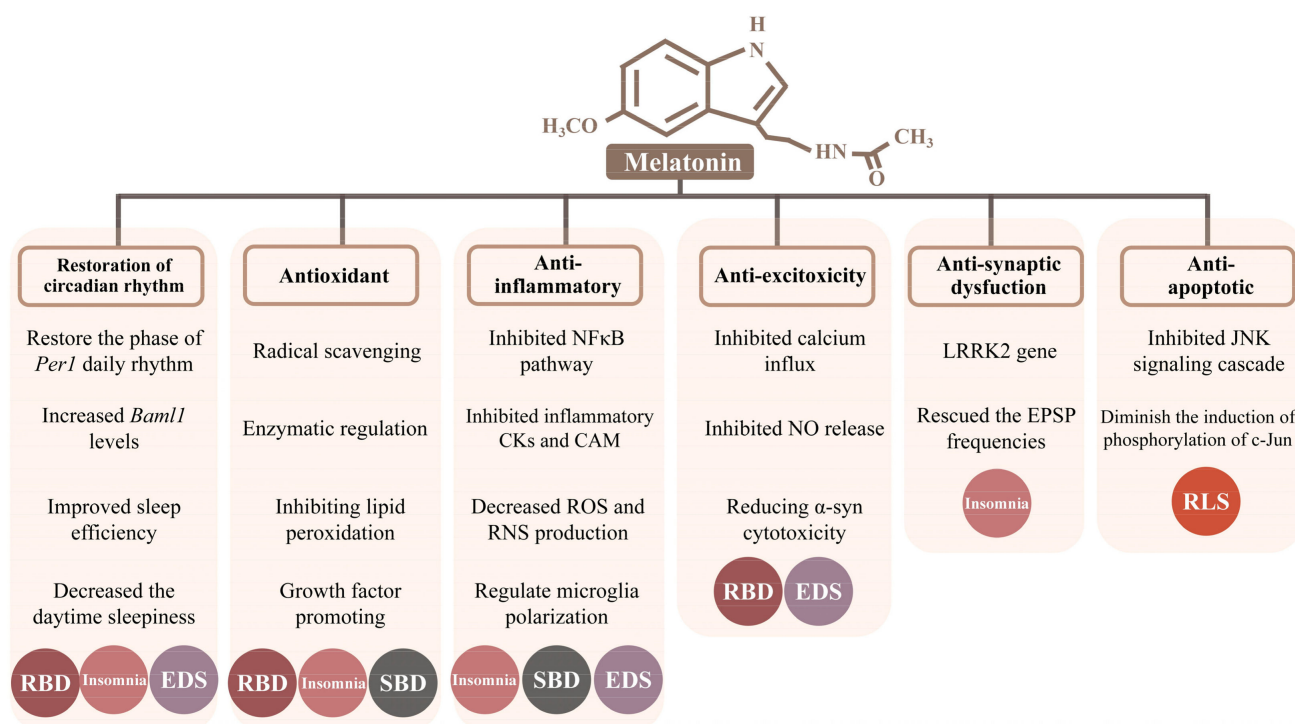 H
N
H₃CO
HN
CH₃
O
Melatonin
Restoration of
circadian rhythm
Restore the phase of
Per1 daily rhythm
Increased Baml1
levels
Improved sleep
efficiency
Decreased the
daytime sleepiness
RBD
Insomnia
EDS
Antioxidant
Radical scavenging
Enzymatic regulation
Inhibiting lipid
peroxidation
Growth factor
promoting
RBD
Insomnia
SBD
Anti-
inflammatory
Inhibited NFκB
pathway
Inhibited inflammatory
CKs and CAM
Decreased ROS and
RNS production
Regulate microglia
polarization
Insomnia
SBD
EDS
Anti-excitoxicity
Inhibited calcium
influx
Inhibited NO release
Reducing α-syn
cytotoxicity
RBD
EDS
Anti-synaptic
dysfuction
LRRK2 gene
Rescued the EPSP
frequencies
Insomnia
Anti-
apoptotic
Inhibited JNK
signaling cascade
Diminish the induction of
phosphorylation of c-Jun
RLS